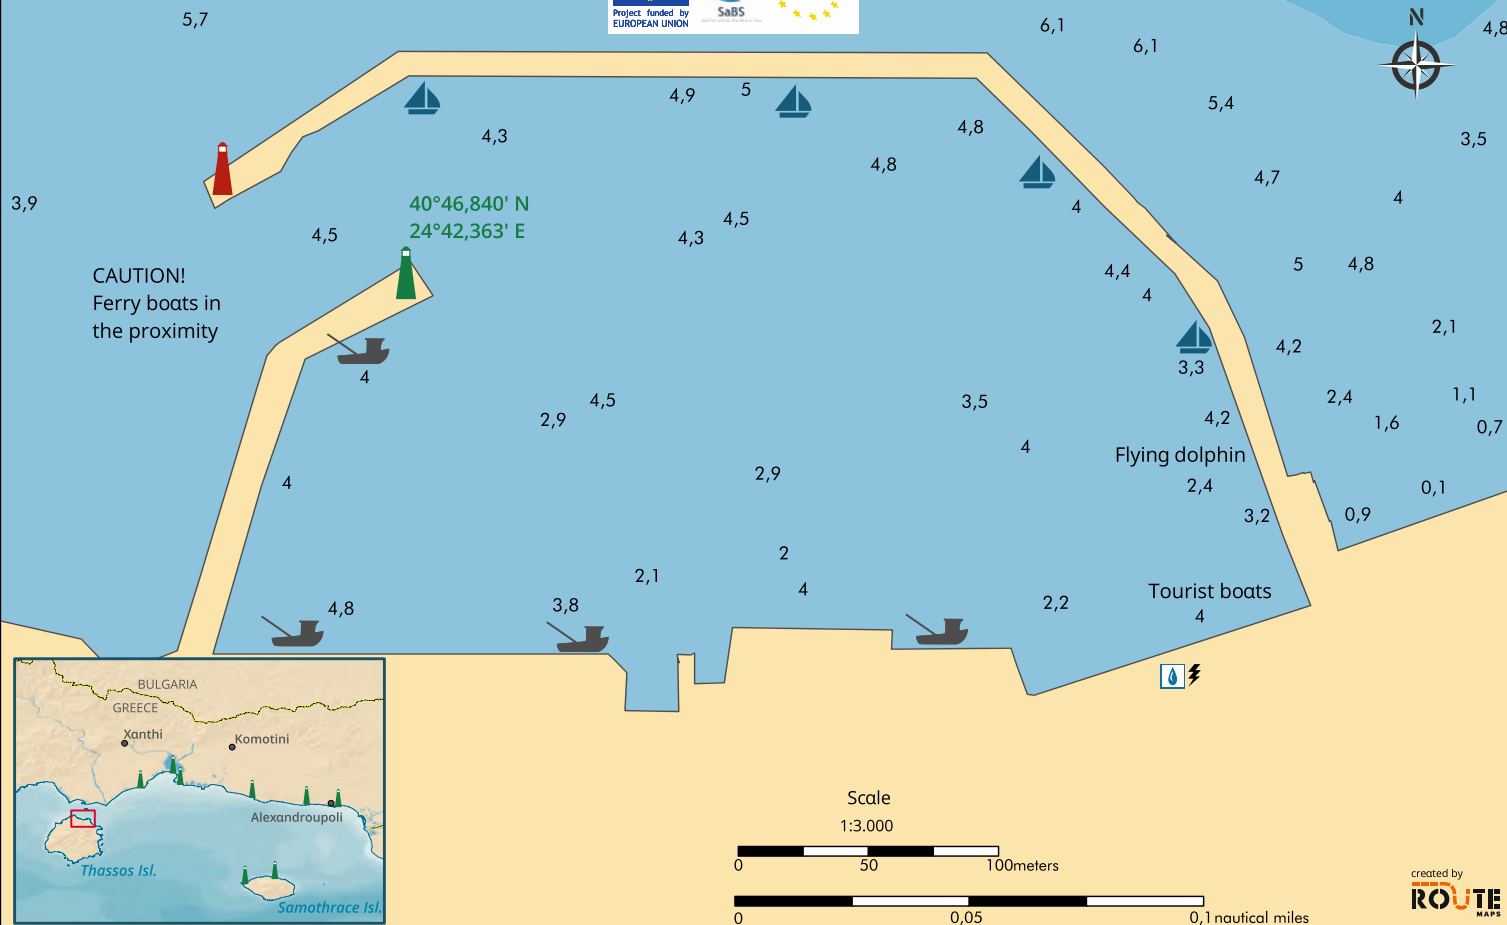 Project funded by
EUROPEAN UNION
SaBS
N
5,7
6,1
6,1
4,8
4,9
5
5,4
4,3
4,8
3,5
4,8
4,7
4
3,9
40°46,840' N
4
24°42,363' E
4,5
4,5
4,3
CAUTION!
Ferry boats in
the proximity
4,4
5
4,8
4
2,1
4,2
3,3
4
4,5
3,5
2,4
1,1
2,9
4,2
1,6
0,7
4
Flying dolphin
2,9
4
2,4
0,1
3,2
0,9
2
2,1
4
Tourist boats
4,8
3,8
2,2
4
BULGARIA
GREECE
Xanthi
Komotini
Alexandroupoli
Thassos Isl.
Samothrace Isl.
Scale
1:3.000
0
50
100meters
0
0,05
0,1 nautical miles
created by
ROUTE
MAPS